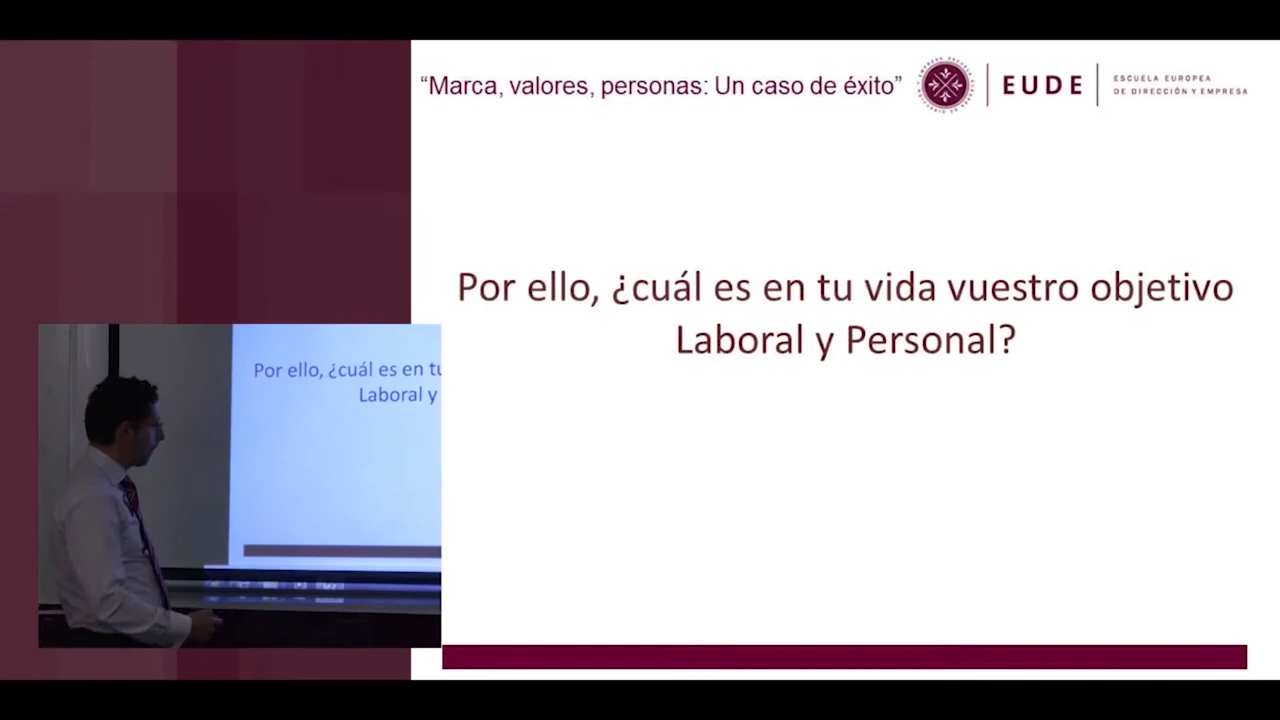 “Marca, valores, personas: Un caso de éxito”
EUDE
ESCUELA EUROPEA
DE DIRECCIÓN Y EMPRESA
Por ello, ¿cuál es en tu vida vuestro objetivo
Laboral y Personal?
Por ello, ¿cuál es en tu
Laboral y